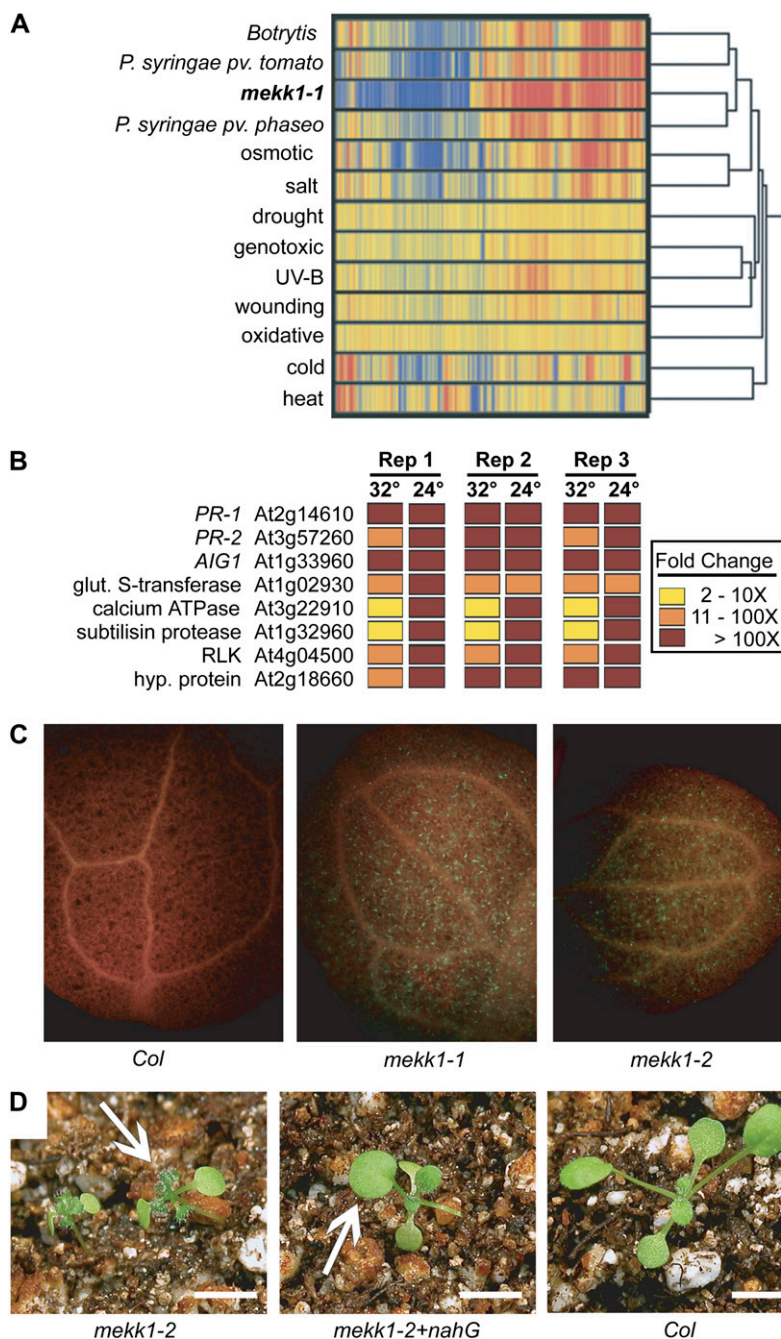 A
Botrytis
P. syringae pv. tomato
mekk1-1
P. syringae pv. phaseo
osmotic
salt
drought
genotoxic
UV-B
wounding
oxidative
cold
heat
B
Rep 1 Rep 2 Rep 3
32° 24° 32° 24° 32° 24°
PR-1 At2g14610
PR-2 At3g57260
AIG1 At1g33960
glut. S-transferase At1g02930
calcium ATPase At3g22910
subtilisin protease At1g32960
RLK At4g04500
hyp. protein At2g18660
Fold Change
2 - 10X
11 - 100X
> 100X
C
Col mekk1-1 mekk1-2
D
mekk1-2 mekk1-2+nahG Col